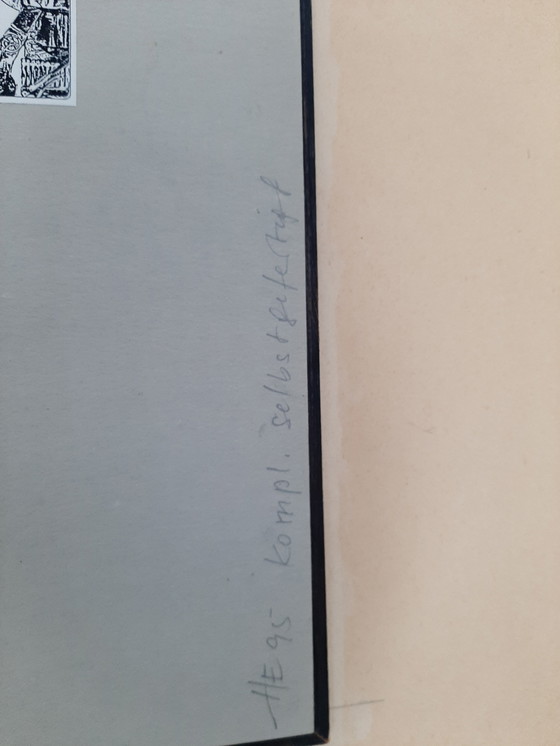 HE 95 kompl. selbstgefertigt